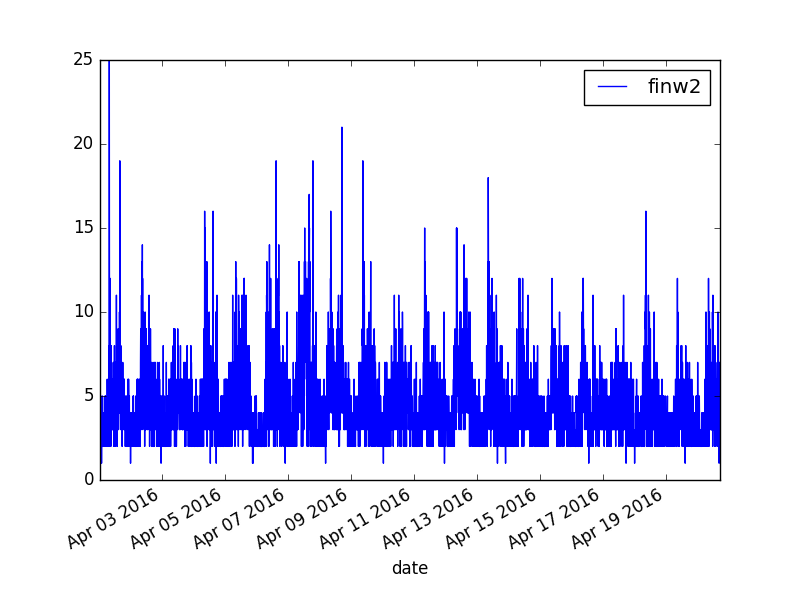 25
20
15
10
5
0
finw2
Apr 03 2016
Apr 05 2016
Apr 07 2016
Apr 09 2016
Apr 11 2016
Apr 13 2016
Apr 15 2016
Apr 17 2016
Apr 19 2016
date